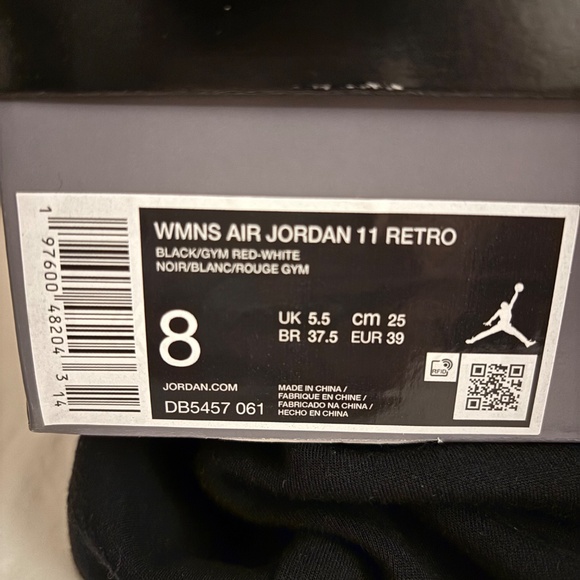 WMNS AIR JORDAN 11 RETRO
BLACK/GYM RED-WHITE
NOIR/BLANC/ROUGE GYM
8
UK 5.5 cm 25
BR 37.5 EUR 39
RFID
JORDAN.COM
DB5457 061
MADE IN CHINA /
FABRIQUE EN CHINE /
FABRICADO NA CHINA /
HECHO EN CHINA
1 97600 48204 3 14